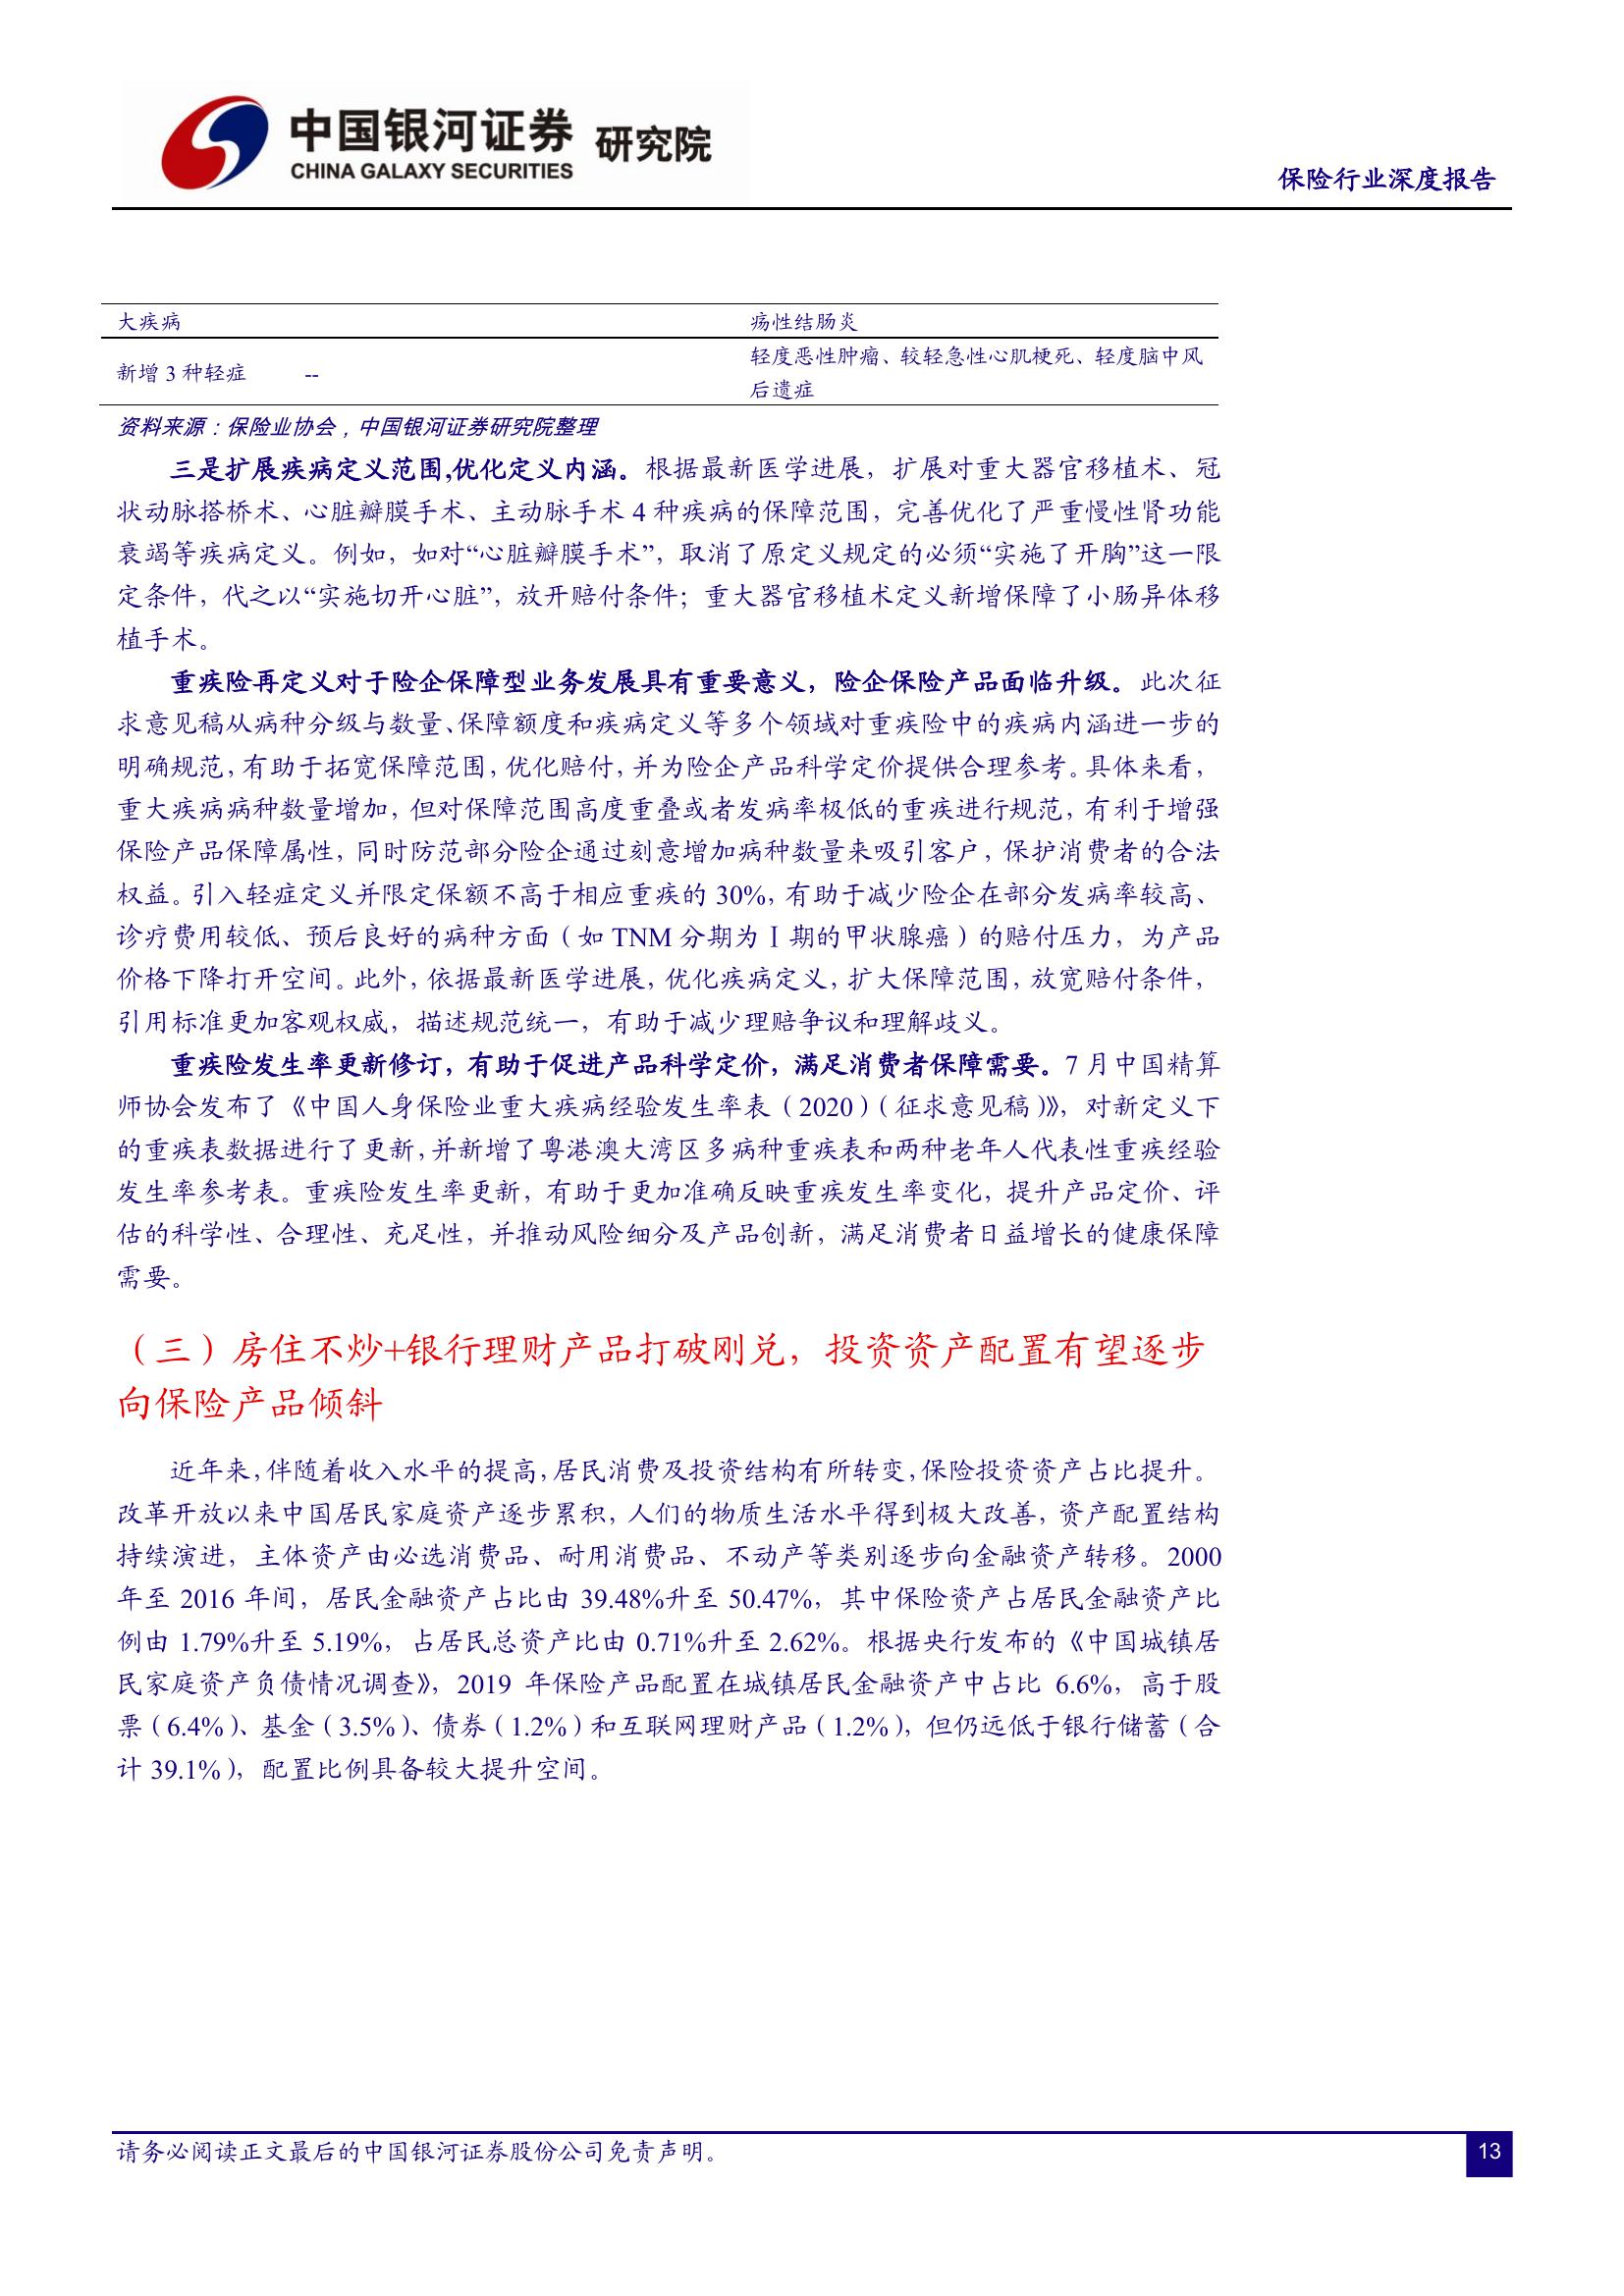 中国银河证券 研究院
CHINA GALAXY SECURITIES
保险行业深度报告
大疾病 疡性结肠炎
新增 3 种轻症 -- 轻度恶性肿瘤、较轻急性心肌梗死、轻度脑中风
后遗症
资料来源：保险业协会，中国银河证券研究院整理
三是扩展疾病定义范围,优化定义内涵。根据最新医学进展，扩展对重大器官移植术、冠
状动脉搭桥术、心脏瓣膜手术、主动脉手术 4 种疾病的保障范围，完善优化了严重慢性肾功能
衰竭等疾病定义。例如，如对“心脏瓣膜手术”，取消了原定义规定的必须“实施了开胸”这一限
定条件，代之以“实施切开心脏”，放开赔付条件；重大器官移植术定义新增保障了小肠异体移
植手术。
重疾险再定义对于险企保障型业务发展具有重要意义，险企保险产品面临升级。此次征
求意见稿从病种分级与数量、保障额度和疾病定义等多个领域对重疾险中的疾病内涵进一步的
明确规范，有助于拓宽保障范围，优化赔付，并为险企产品科学定价提供合理参考。具体来看，
重大疾病病种数量增加，但对保障范围高度重叠或者发病率极低的重疾进行规范，有利于增强
保险产品保障属性，同时防范部分险企通过刻意增加病种数量来吸引客户，保护消费者的合法
权益。引入轻症定义并限定保额不高于相应重疾的 30%，有助于减少险企在部分发病率较高、
诊疗费用较低、预后良好的病种方面（如 TNM 分期为Ⅰ期的甲状腺癌）的赔付压力，为产品
价格下降打开空间。此外，依据最新医学进展，优化疾病定义，扩大保障范围，放宽赔付条件，
引用标准更加客观权威，描述规范统一，有助于减少理赔争议和理解歧义。
重疾险发生率更新修订，有助于促进产品科学定价，满足消费者保障需要。7 月中国精算
师协会发布了《中国人身保险业重大疾病经验发生率表（2020）（征求意见稿）》，对新定义下
的重疾表数据进行了更新，并新增了粤港澳大湾区多病种重疾表和两种老年人代表性重疾经验
发生率参考表。重疾险发生率更新，有助于更加准确反映重疾发生率变化，提升产品定价、评
估的科学性、合理性、充足性，并推动风险细分及产品创新，满足消费者日益增长的健康保障
需要。
（三）房住不炒+银行理财产品打破刚兑，投资资产配置有望逐步
向保险产品倾斜
近年来，伴随着收入水平的提高，居民消费及投资结构有所转变，保险投资资产占比提升。
改革开放以来中国居民家庭资产逐步累积，人们的物质生活水平得到极大改善，资产配置结构
持续演进，主体资产由必选消费品、耐用消费品、不动产等类别逐步向金融资产转移。2000
年至 2016 年间，居民金融资产占比由 39.48%升至 50.47%，其中保险资产占居民金融资产比
例由 1.79%升至 5.19%，占居民总资产比由 0.71%升至 2.62%。根据央行发布的《中国城镇居
民家庭资产负债情况调查》，2019 年保险产品配置在城镇居民金融资产中占比 6.6%，高于股
票（6.4%）、基金（3.5%）、债券（1.2%）和互联网理财产品（1.2%），但仍远低于银行储蓄（合
计 39.1%），配置比例具备较大提升空间。
请务必阅读正文最后的中国银河证券股份公司免责声明。
13